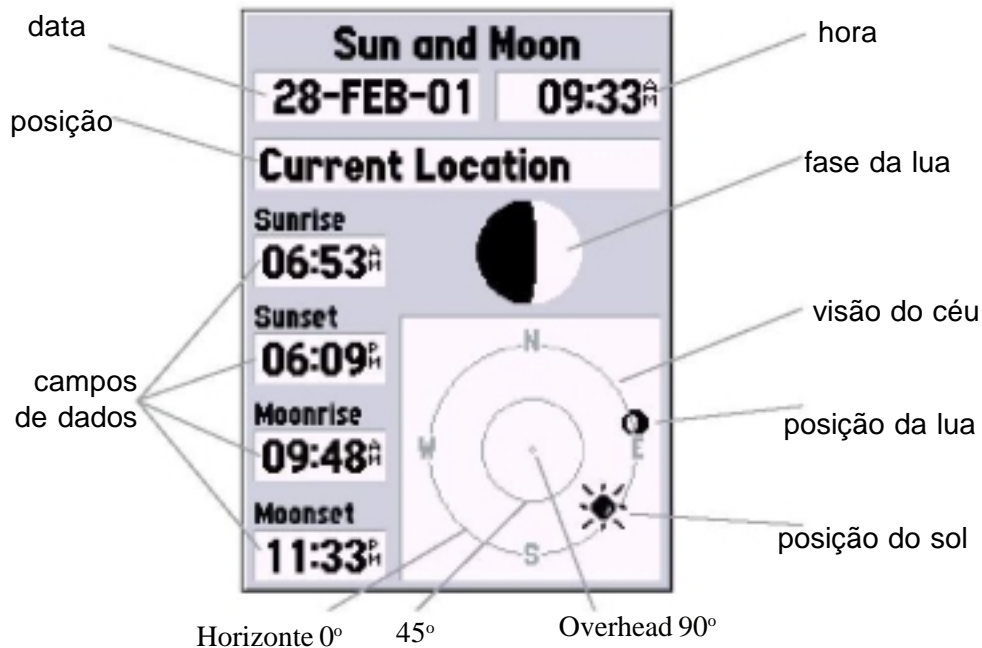 data
hora
Sun and Moon
28-FEB-01
09:33AM
posição
Current Location
fase da lua
Sunrise
06:53AM
Sunset
06:09PM
visão do céu
N
campos
de dados
Moonrise
09:48AM
W
E
posição da lua
Moonset
11:33PM
S
posição do sol
Horizonte 0º
45º
Overhead 90º